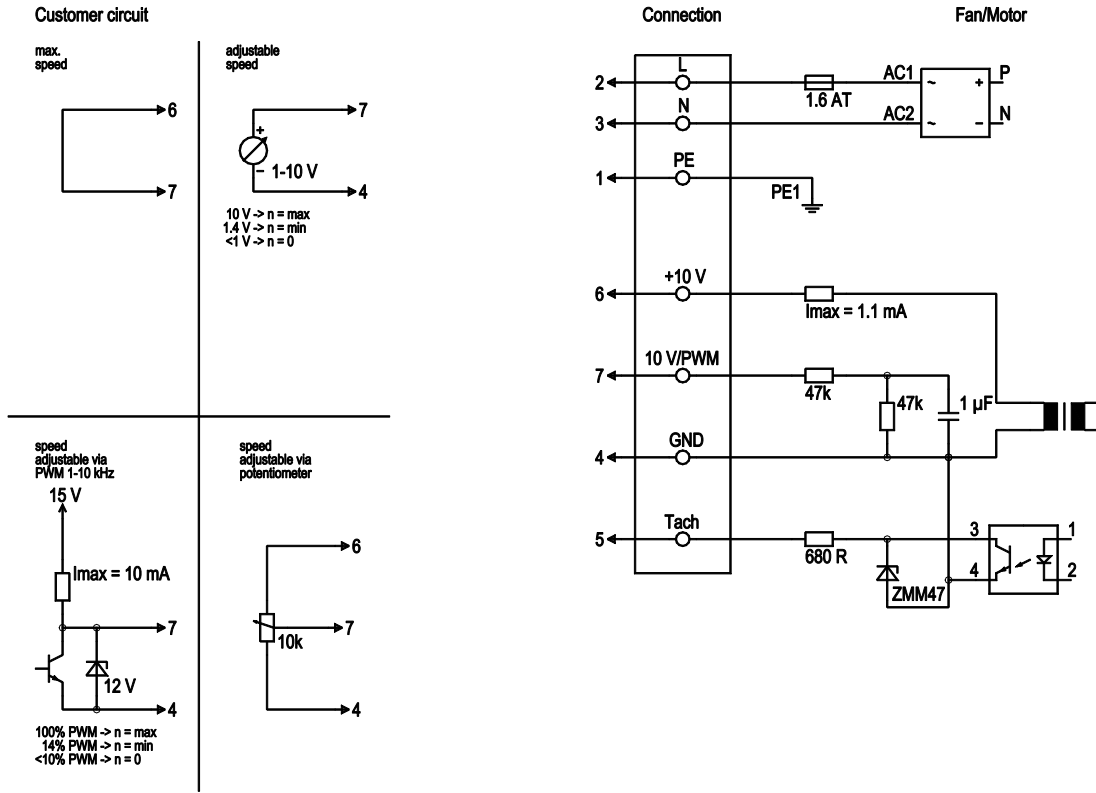 Customer circuit
max.
speed
6
7
adjustable
speed
7
+
1-10 V
−
4
10 V -> n = max
1.4 V -> n = min
<1 V -> n = 0
speed
adjustable via
PWM 1-10 kHz
15 V
Imax = 10 mA
7
12 V
4
100% PWM -> n = max
14% PWM -> n = min
<10% PWM -> n = 0
speed
adjustable via
potentiometer
6
7
10k
4
Connection
Fan/Motor
2
L
1.6 AT
AC1
~
+
P
3
N
AC2
~
−
N
1
PE
PE1
6
+10 V
Imax = 1.1 mA
7
10 V/PWM
47k
47k
1 µF
4
GND
5
Tach
680 R
ZMM47
3
4
1
2